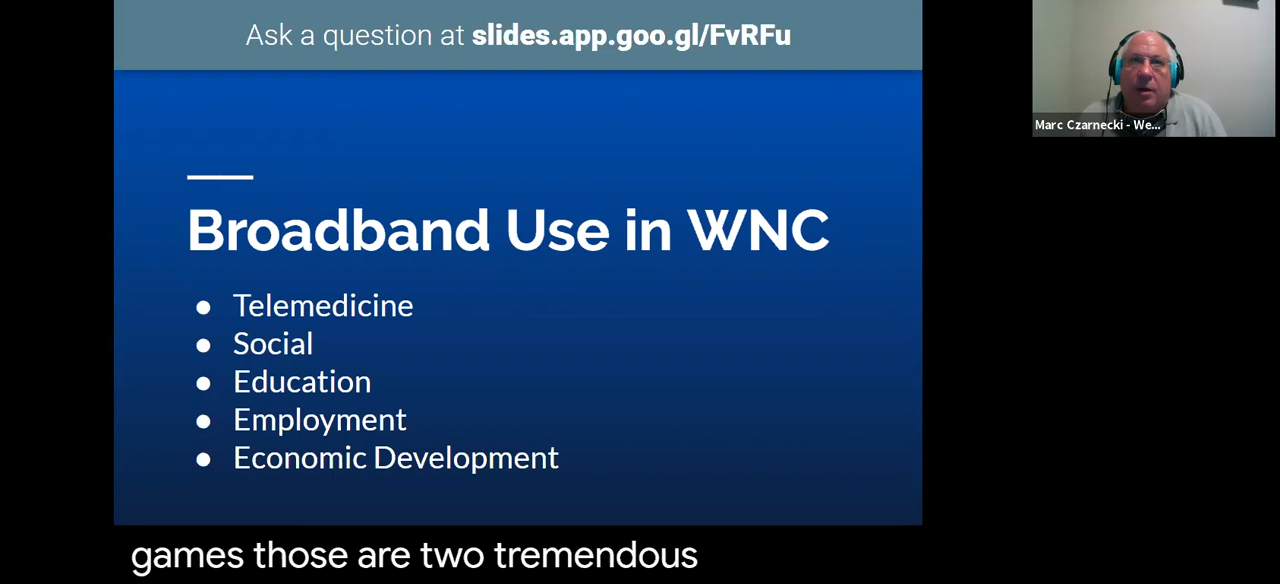 Ask a question at slides.app.goo.gl/FvRFu
Marc Czarnecki - We...
Broadband Use in WNC
● Telemedicine
● Social
● Education
● Employment
● Economic Development
games those are two tremendous